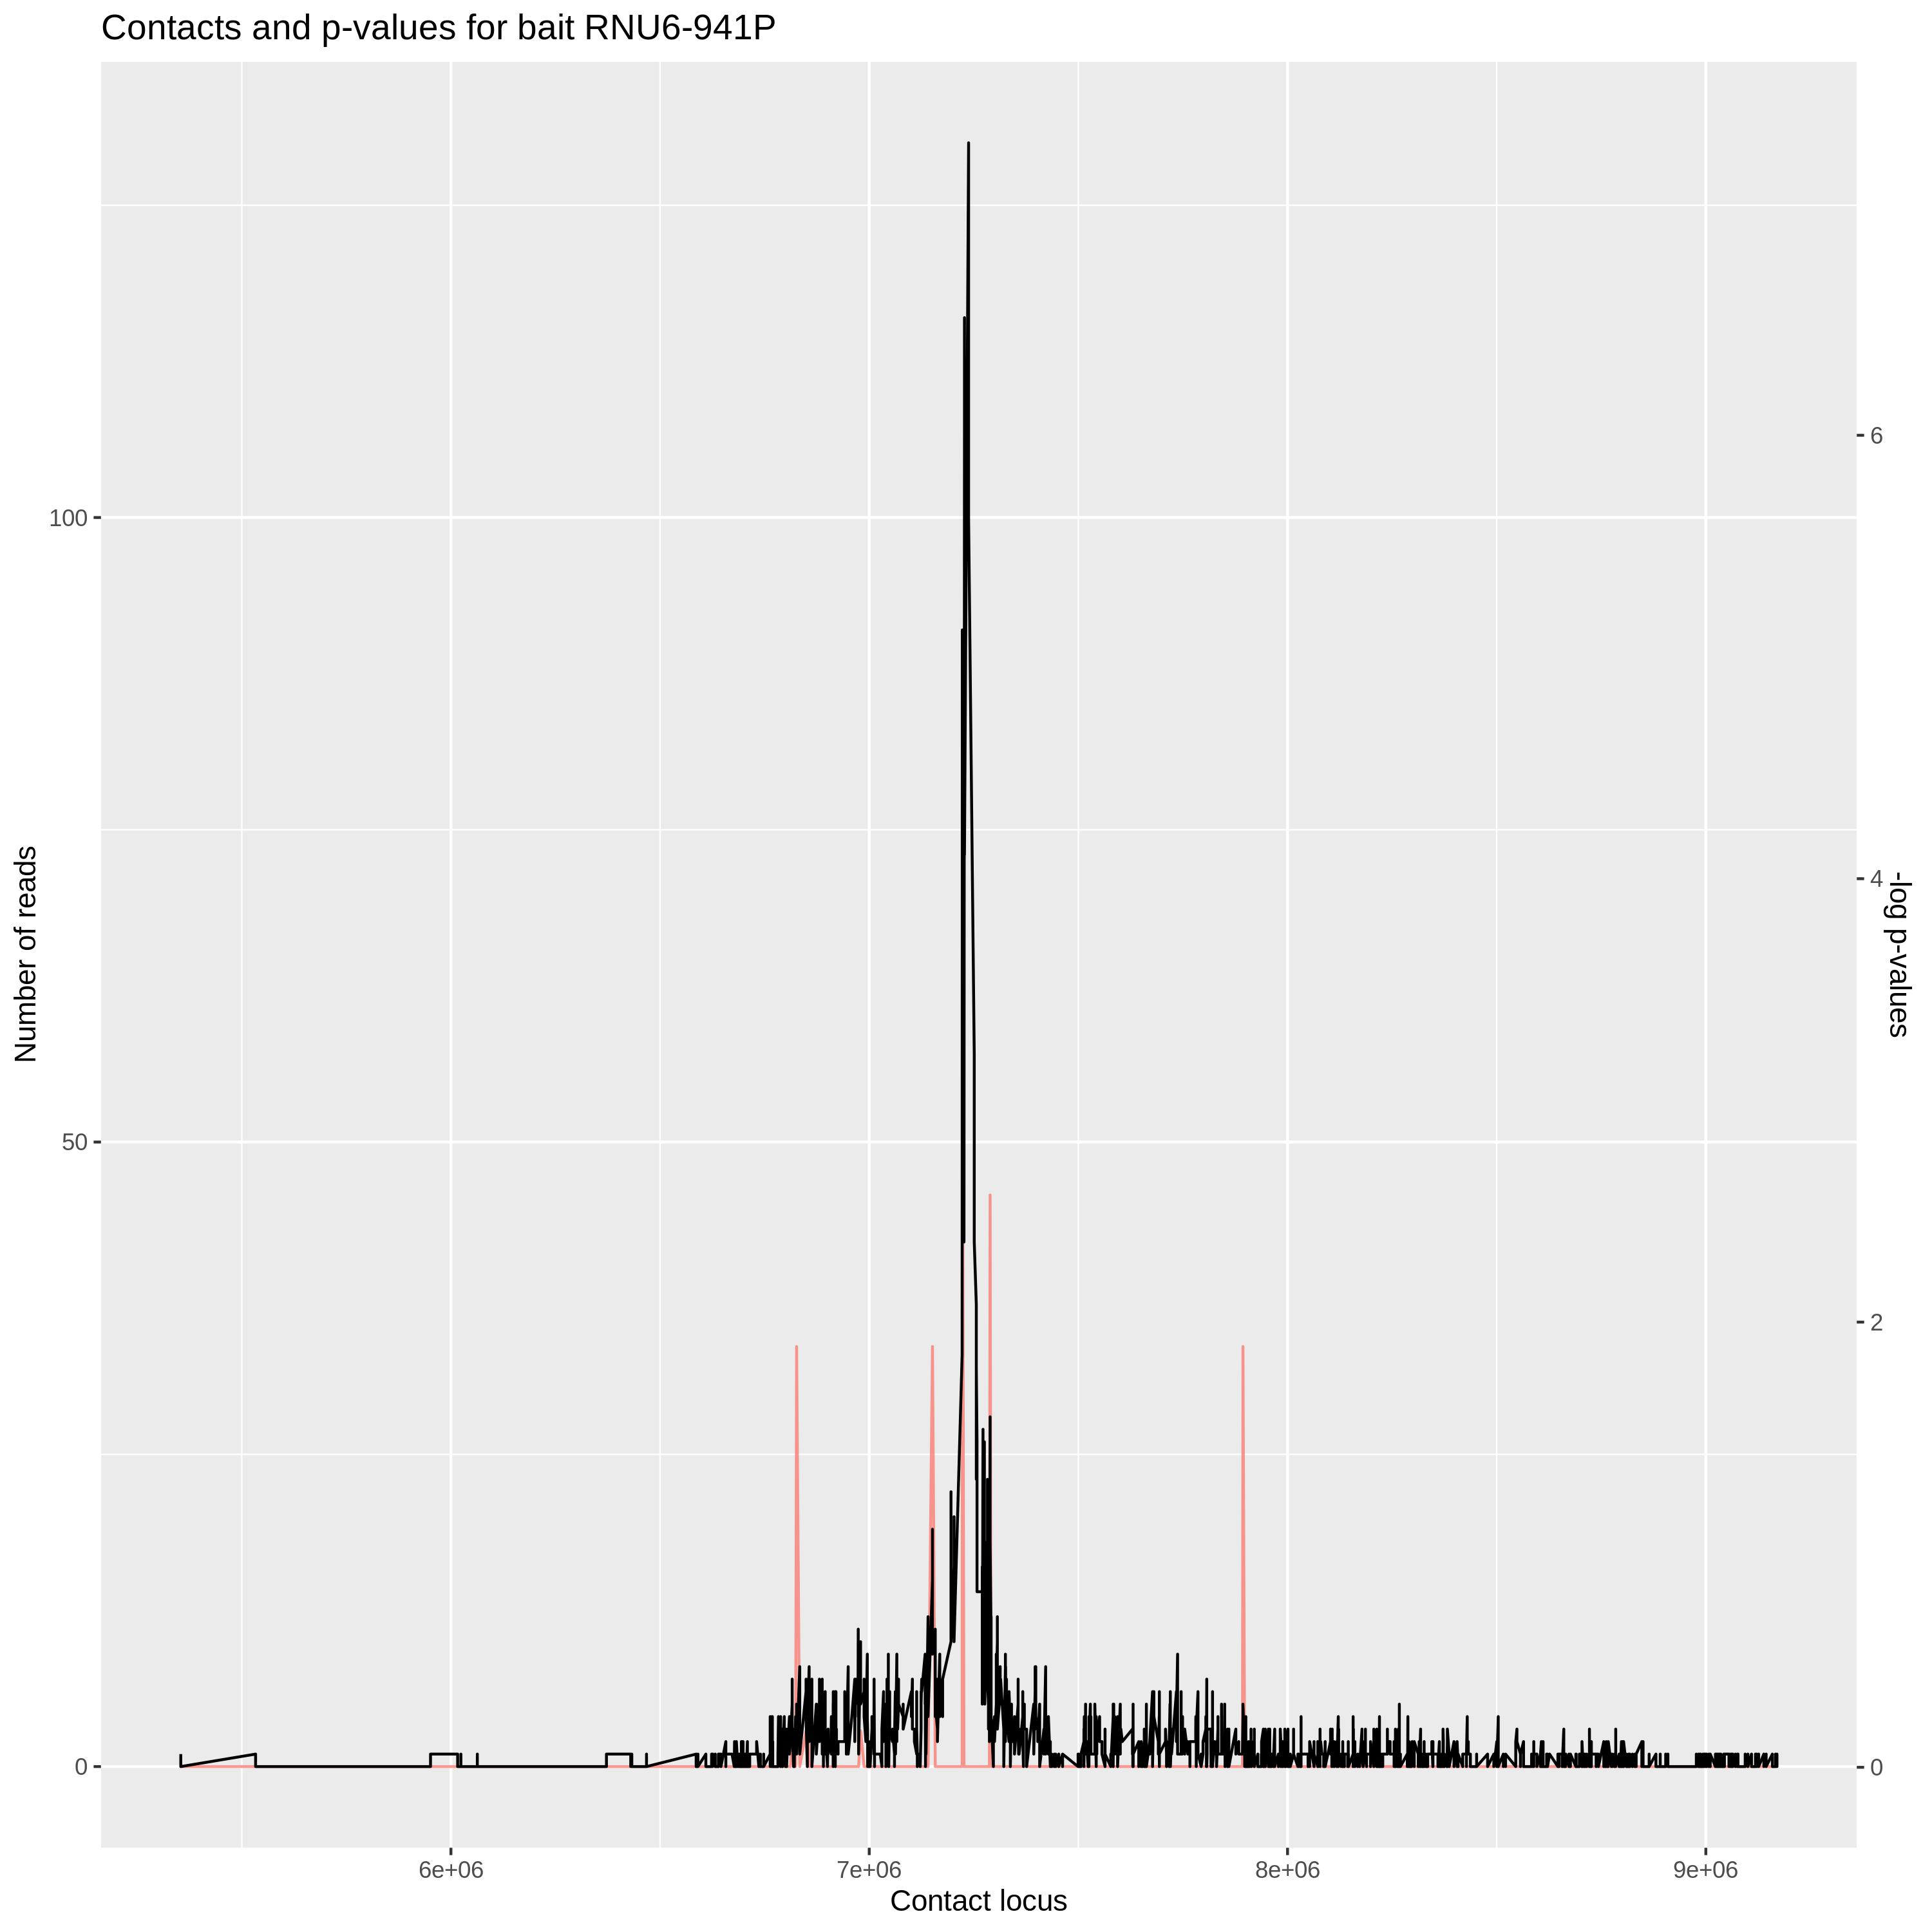 Contacts and p-values for bait RNU6-941P
Number of reads
100
50
0
6
4
2
0
-log p-values
6e+06
7e+06
8e+06
9e+06
Contact locus